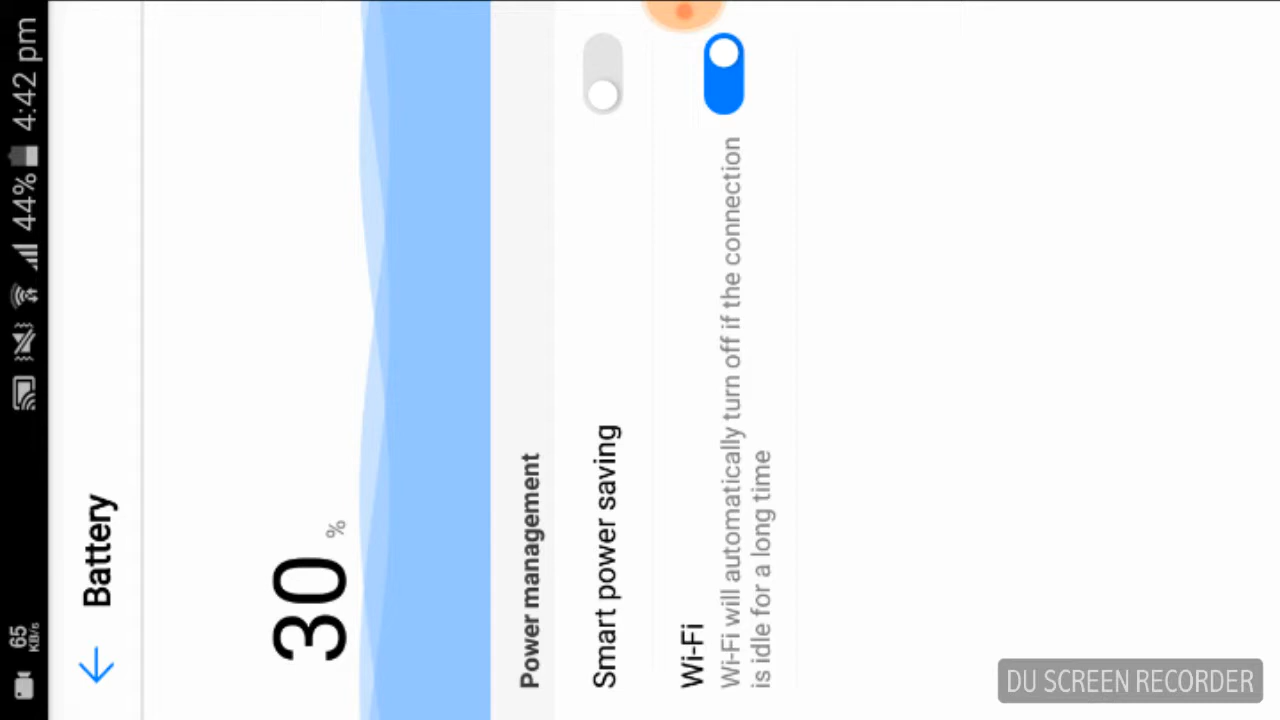 65
KB/s
44%
4:42 pm
Battery
30 %
Power management
Smart power saving
Wi-Fi
Wi-Fi will automatically turn off if the connection
is idle for a long time
DU SCREEN RECORDER